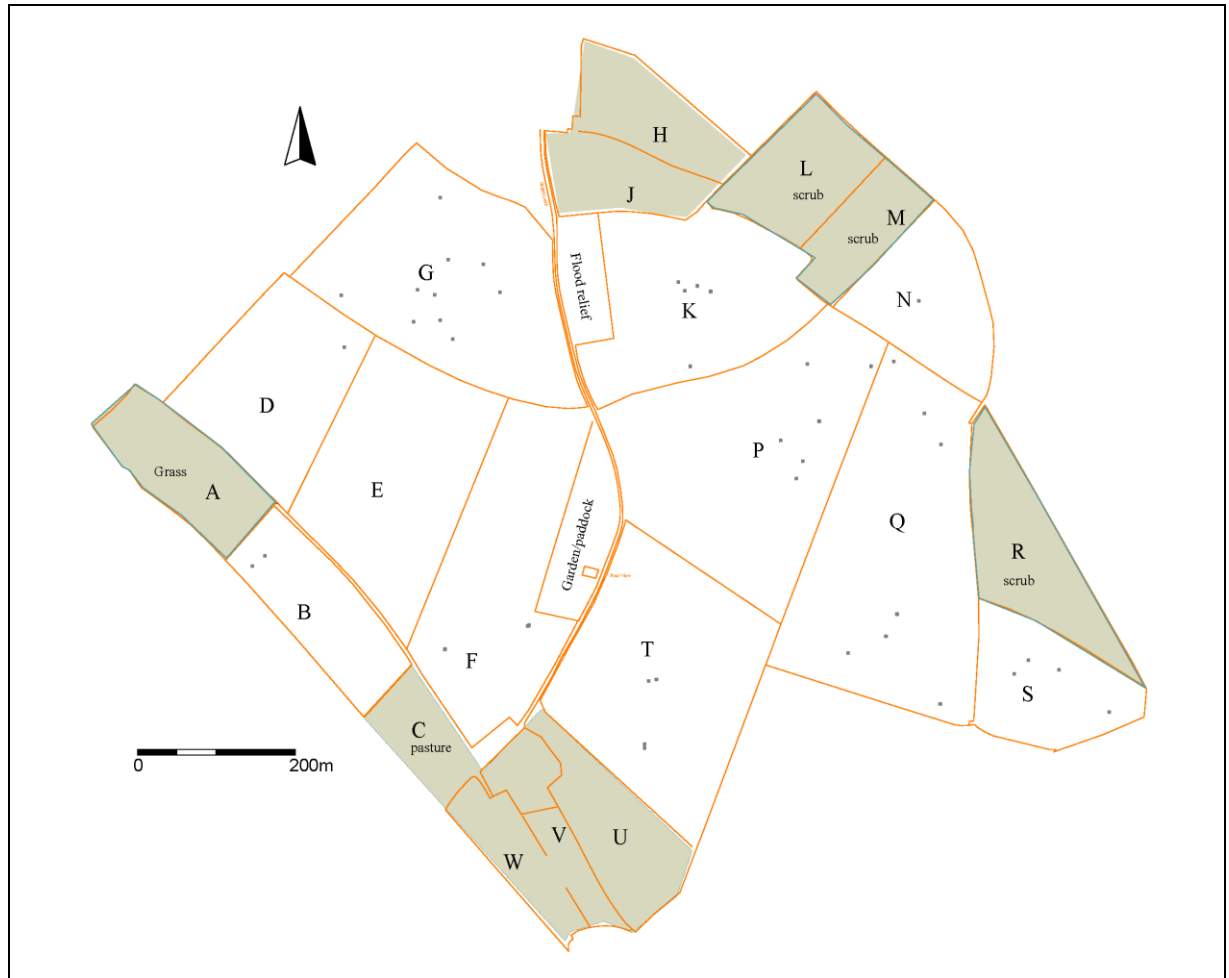 H
L
scrub
J
M
scrub
G
Flood relief
K
N
D
P
E
Grass
A
Garden/paddock
Q
R
scrub
B
F
T
S
C
pasture
0
200m
V
U
W